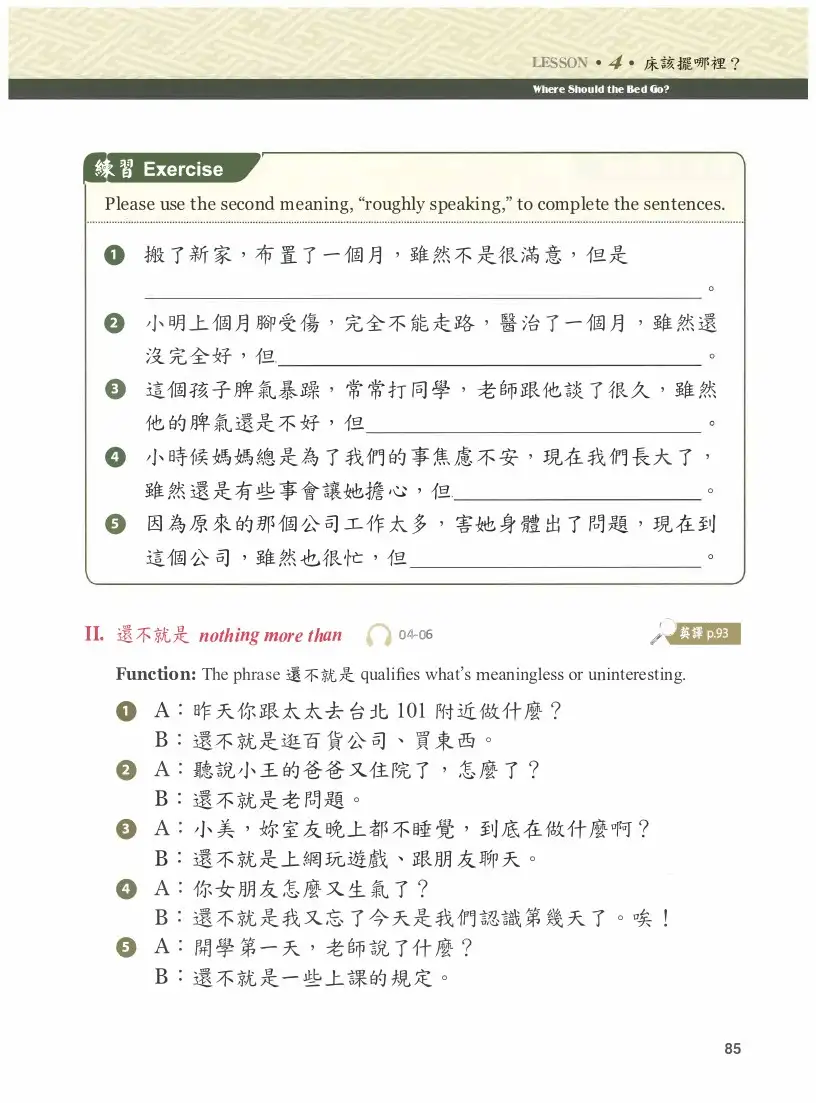 LESSON • 4 • 床該擺哪裡？
Where Should the Bed Go?
練習 Exercise
Please use the second meaning, “roughly speaking,” to complete the sentences.
1 搬了新家，布置了一個月，雖然不是很滿意，但是
。
2 小明上個月腳受傷，完全不能走路，醫治了一個月，雖然還
沒完全好，但 。
3 這個孩子脾氣暴躁，常常打同學，老師跟他談了很久，雖然
他的脾氣還是不好，但 。
4 小時候媽媽總是為了我們的事焦慮不安，現在我們長大了，
雖然還是有些事會讓她擔心，但 。
5 因為原來的那個公司工作太多，害她身體出了問題，現在到
這個公司，雖然也很忙，但 。
II. 還不就是 nothing more than 04-06 英譯 p.93
Function: The phrase 還不就是 qualifies what’s meaningless or uninteresting.
1 A：昨天你跟太太去台北 101 附近做什麼？
B：還不就是逛百貨公司、買東西。
2 A：聽說小王的爸爸又住院了，怎麼了？
B：還不就是老問題。
3 A：小美，妳室友晚上都不睡覺，到底在做什麼啊？
B：還不就是上網玩遊戲、跟朋友聊天。
4 A：你女朋友怎麼又生氣了？
B：還不就是我又忘了今天是我們認識第幾天了。唉！
5 A：開學第一天，老師說了什麼？
B：還不就是一些上課的規定。
85